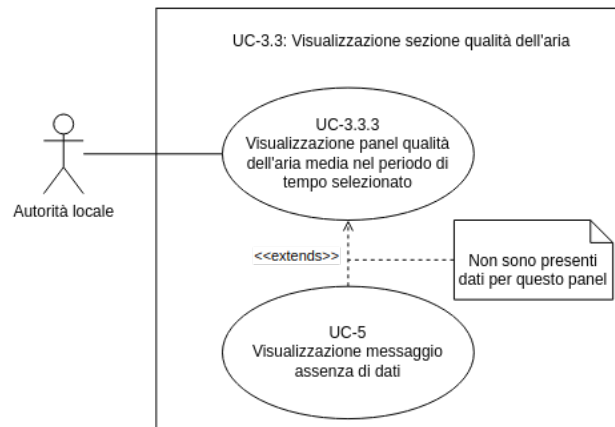 UC-3.3: Visualizzazione sezione qualità dell'aria
UC-3.3.3
Visualizzazione panel qualità
dell'aria media nel periodo di
tempo selezionato
Autorità locale
<<extends>>
Non sono presenti
dati per questo panel
UC-5
Visualizzazione messaggio
assenza di dati